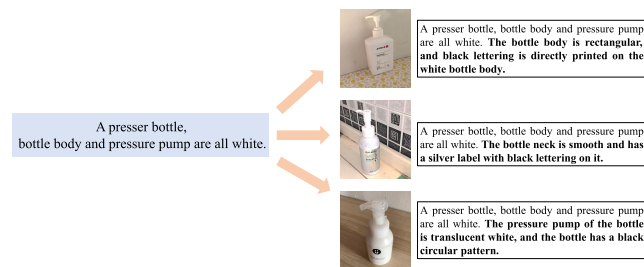 A presser bottle,
bottle body and pressure pump are all white.
A presser bottle, bottle body and pressure pump
are all white. The bottle body is rectangular,
and black lettering is directly printed on the
white bottle body.
A presser bottle, bottle body and pressure pump
are all white. The bottle neck is smooth and has
a silver label with black lettering on it.
A presser bottle, bottle body and pressure pump
are all white. The pressure pump of the bottle
is translucent white, and the bottle has a black
circular pattern.